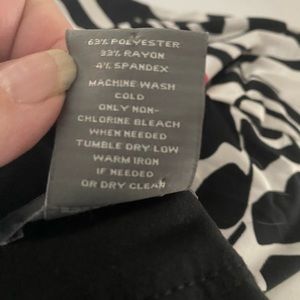 63% POLYESTER
33% RAYON
4% SPANDEX
MACHINE WASH
COLD
ONLY NON-
CHLORINE BLEACH
WHEN NEEDED
TUMBLE DRY LOW
WARM IRON
IF NEEDED
OR DRY CLEAN